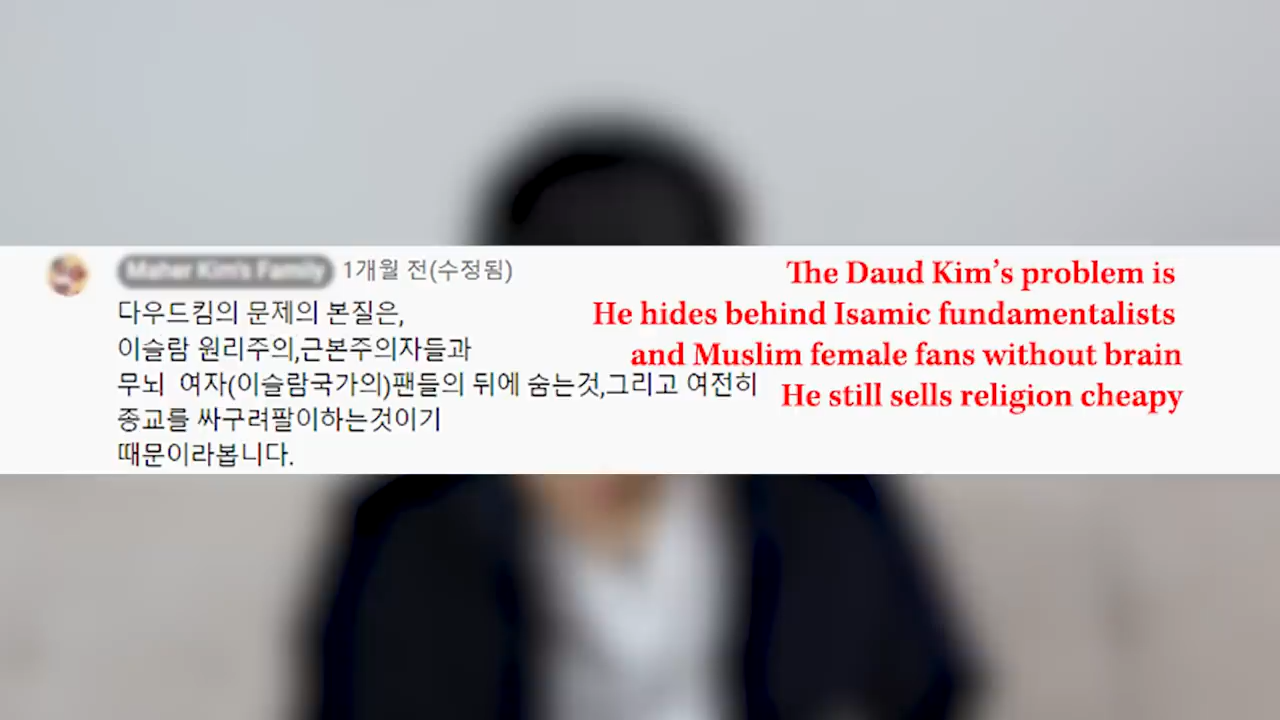 Maher Kim's Family 1개월 전(수정됨)
다우드킴의 문제의 본질은,
이슬람 원리주의,근본주의자들과
무뇌 여자(이슬람국가의)팬들의 뒤에 숨는것,그리고 여전히
종교를 싸구려팔이하는것이기
때문이라봅니다.
The Daud Kim's problem is
He hides behind Isamic fundamentalists
and Muslim female fans without brain
He still sells religion cheapy